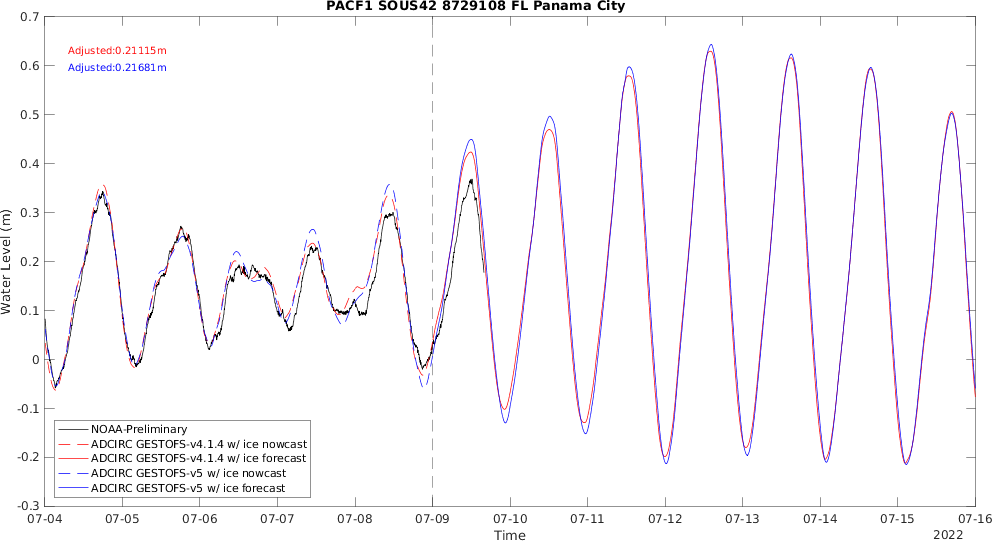 PACF1 SOUS42 8729108 FL Panama City
0.7
Adjusted:0.21115m
Adjusted:0.21681m
0.6
0.5
0.4
0.3
0.2
0.1
0
-0.1
-0.2
-0.3
Water Level (m)
NOAA-Preliminary
ADCIRC GESTOFS-v4.1.4 w/ ice nowcast
ADCIRC GESTOFS-v4.1.4 w/ ice forecast
ADCIRC GESTOFS-v5 w/ ice nowcast
ADCIRC GESTOFS-v5 w/ ice forecast
07-04 07-05 07-06 07-07 07-08 07-09 07-10 07-11 07-12 07-13 07-14 07-15 07-16
Time
2022